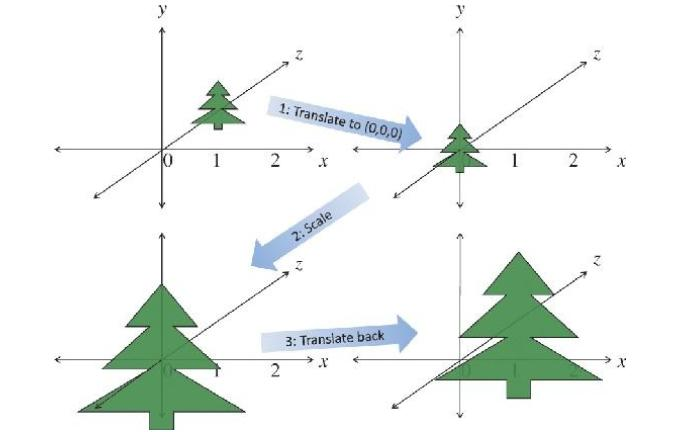 y
y
z
z
1: Translate to (0,0,0)
0 1 2 x
0 1 2 x
2: Scale
z
z
3: Translate back
0 1 2 x
0 1 2 x